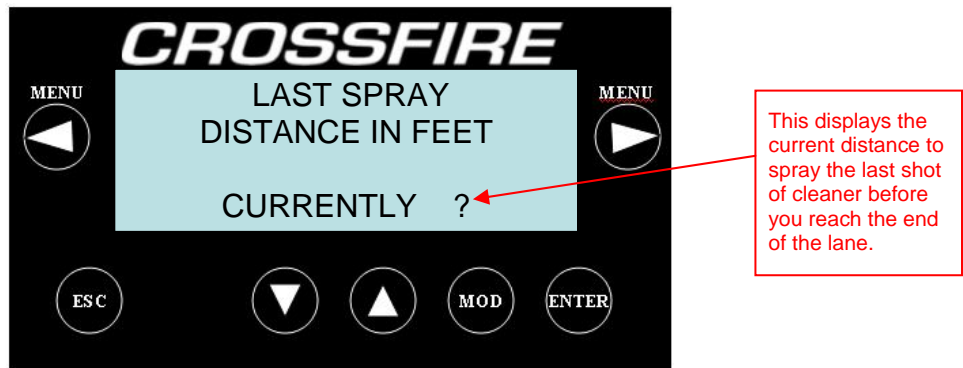 CROSSFIRE
MENU
MENU
LAST SPRAY
DISTANCE IN FEET
CURRENTLY ?
ESC
MOD
ENTER
This displays the
current distance to
spray the last shot
of cleaner before
you reach the end
of the lane.